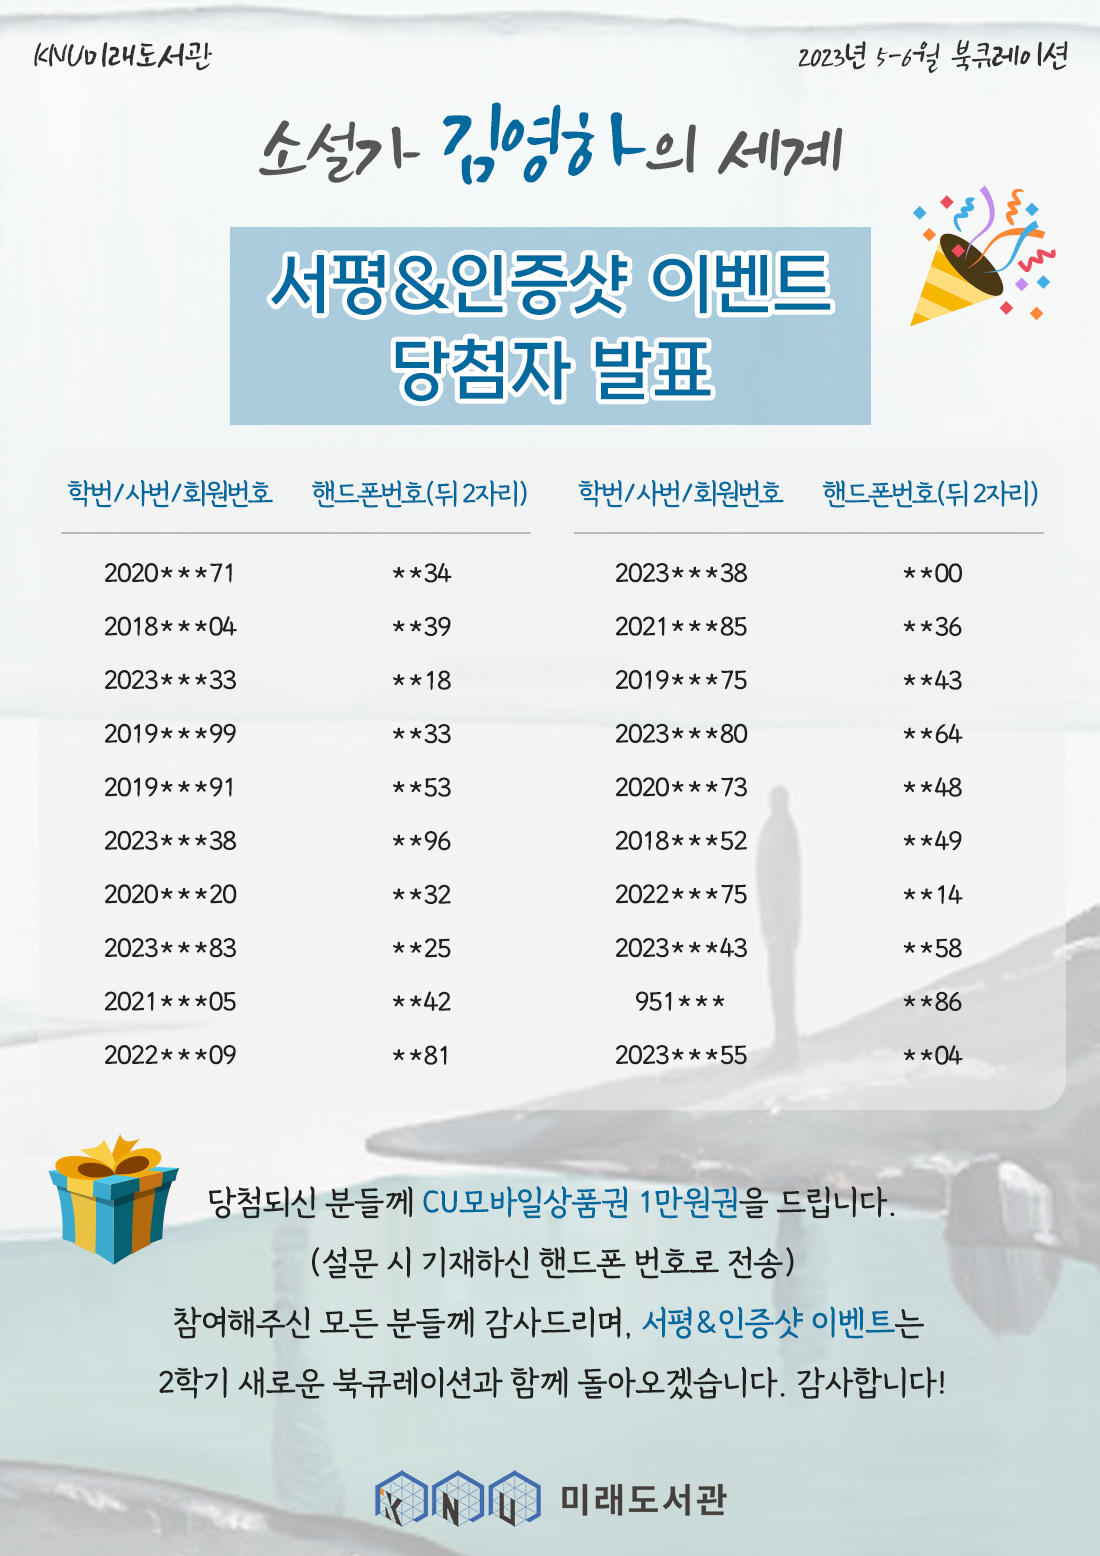 KNU미래도서관
2023년 5-6월 북큐레이션
소설가 김영하의 세계
서평&인증샷 이벤트
당첨자 발표
학번/사번/회원번호 핸드폰번호(뒤 2자리) 학번/사번/회원번호 핸드폰번호(뒤 2자리)
2020***71 **34 2023***38 **00
2018***04 **39 2021***85 **36
2023***33 **18 2019***75 **43
2019***99 **33 2023***80 **64
2019***91 **53 2020***73 **48
2023***38 **96 2018***52 **49
2020***20 **32 2022***75 **14
2023***83 **25 2023***43 **58
2021***05 **42 951*** **86
2022***09 **81 2023***55 **04
당첨되신 분들께 CU모바일상품권 1만원권을 드립니다.
(설문 시 기재하신 핸드폰 번호로 전송)
참여해주신 모든 분들께 감사드리며, 서평&인증샷 이벤트는
2학기 새로운 북큐레이션과 함께 돌아오겠습니다. 감사합니다!
KNU 미래도서관